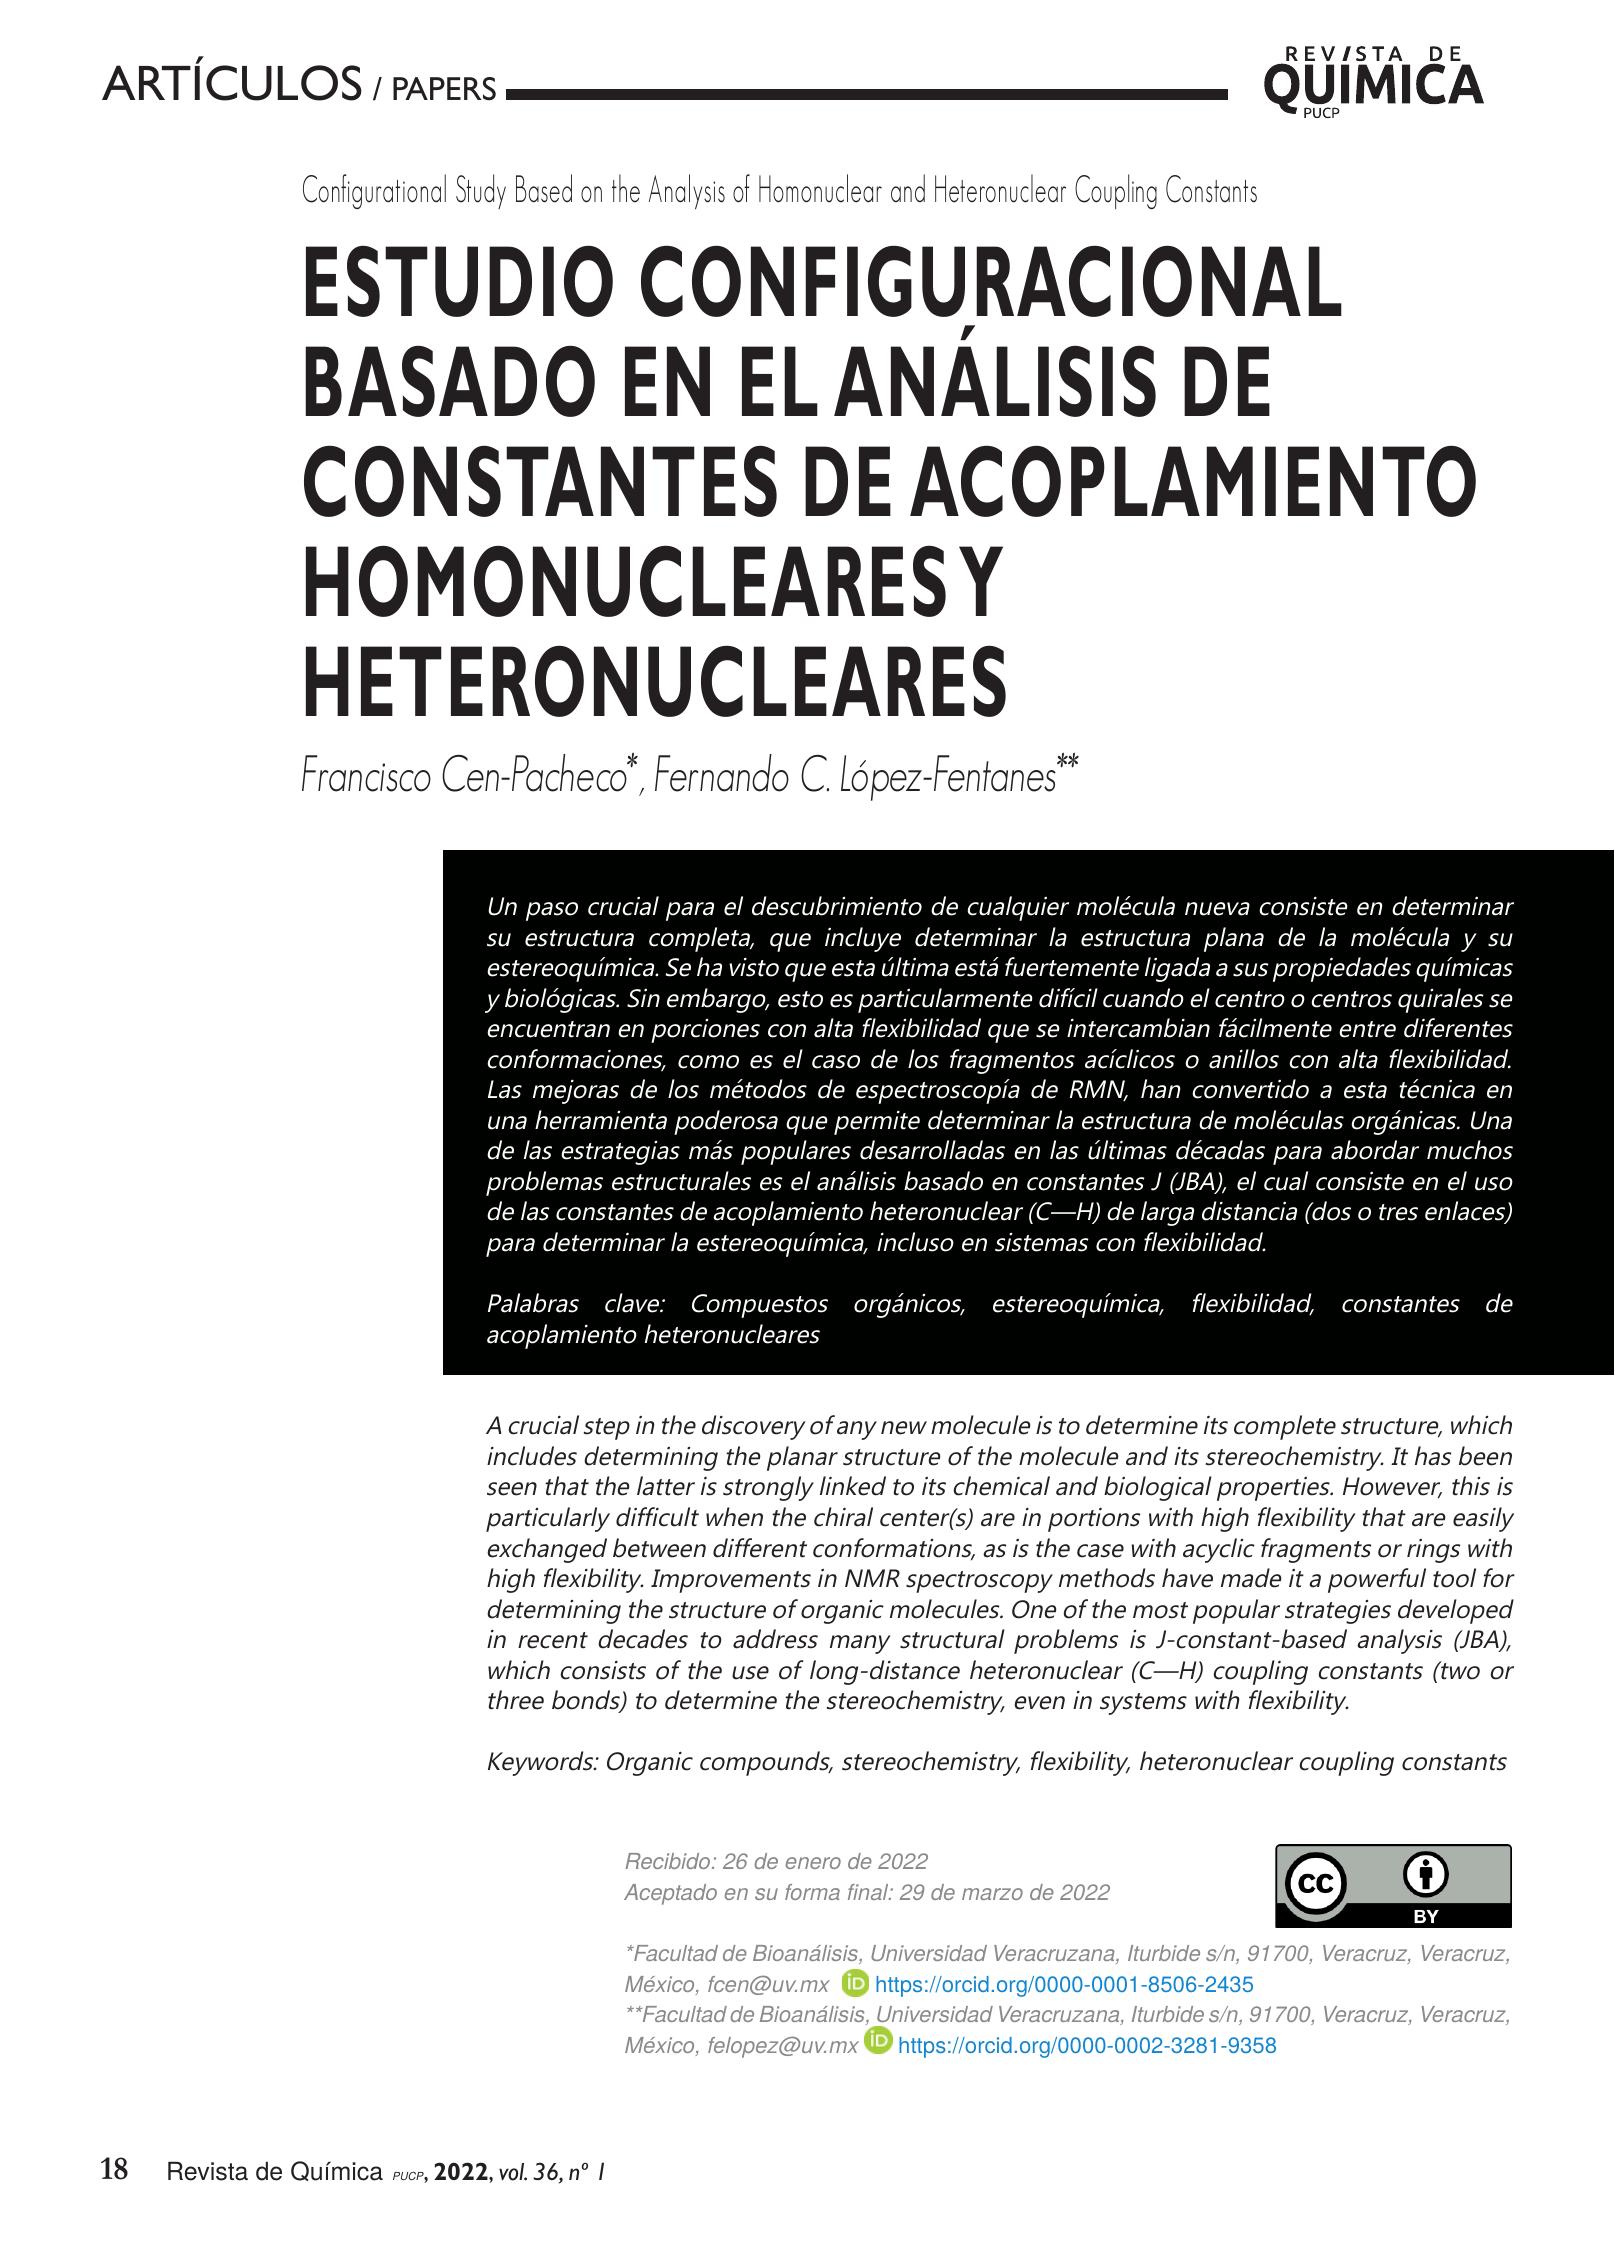 ARTÍCULOS / PAPERS
REVISTA DE
QUIMICA
PUCP
Configurational Study Based on the Analysis of Homonuclear and Heteronuclear Coupling Constants
ESTUDIO CONFIGURACIONAL
BASADO EN EL ANÁLISIS DE
CONSTANTES DE ACOPLAMIENTO
HOMONUCLEARES Y
HETERONUCLEARES
Francisco Cen-Pacheco*, Fernando C. López-Fentanes**
Un paso crucial para el descubrimiento de cualquier molécula nueva consiste en determinar
su estructura completa, que incluye determinar la estructura plana de la molécula y su
estereoquímica. Se ha visto que esta última está fuertemente ligada a sus propiedades químicas
y biológicas. Sin embargo, esto es particularmente difícil cuando el centro o centros quirales se
encuentran en porciones con alta flexibilidad que se intercambian fácilmente entre diferentes
conformaciones, como es el caso de los fragmentos acíclicos o anillos con alta flexibilidad.
Las mejoras de los métodos de espectroscopía de RMN, han convertido a esta técnica en
una herramienta poderosa que permite determinar la estructura de moléculas orgánicas. Una
de las estrategias más populares desarrolladas en las últimas décadas para abordar muchos
problemas estructurales es el análisis basado en constantes J (JBA), el cual consiste en el uso
de las constantes de acoplamiento heteronuclear (C—H) de larga distancia (dos o tres enlaces)
para determinar la estereoquímica, incluso en sistemas con flexibilidad.
Palabras clave: Compuestos orgánicos, estereoquímica, flexibilidad, constantes de
acoplamiento heteronucleares
A crucial step in the discovery of any new molecule is to determine its complete structure, which
includes determining the planar structure of the molecule and its stereochemistry. It has been
seen that the latter is strongly linked to its chemical and biological properties. However, this is
particularly difficult when the chiral center(s) are in portions with high flexibility that are easily
exchanged between different conformations, as is the case with acyclic fragments or rings with
high flexibility. Improvements in NMR spectroscopy methods have made it a powerful tool for
determining the structure of organic molecules. One of the most popular strategies developed
in recent decades to address many structural problems is J-constant-based analysis (JBA),
which consists of the use of long-distance heteronuclear (C—H) coupling constants (two or
three bonds) to determine the stereochemistry, even in systems with flexibility.
Keywords: Organic compounds, stereochemistry, flexibility, heteronuclear coupling constants
Recibido: 26 de enero de 2022
Aceptado en su forma final: 29 de marzo de 2022
cc
BY
*Facultad de Bioanálisis, Universidad Veracruzana, Iturbide s/n, 91700, Veracruz, Veracruz,
México, fcen@uv.mx iD https://orcid.org/0000-0001-8506-2435
**Facultad de Bioanálisis, Universidad Veracruzana, Iturbide s/n, 91700, Veracruz, Veracruz,
México, felopez@uv.mx iD https://orcid.org/0000-0002-3281-9358
18 Revista de Química PUCP, 2022, vol. 36, nº 1